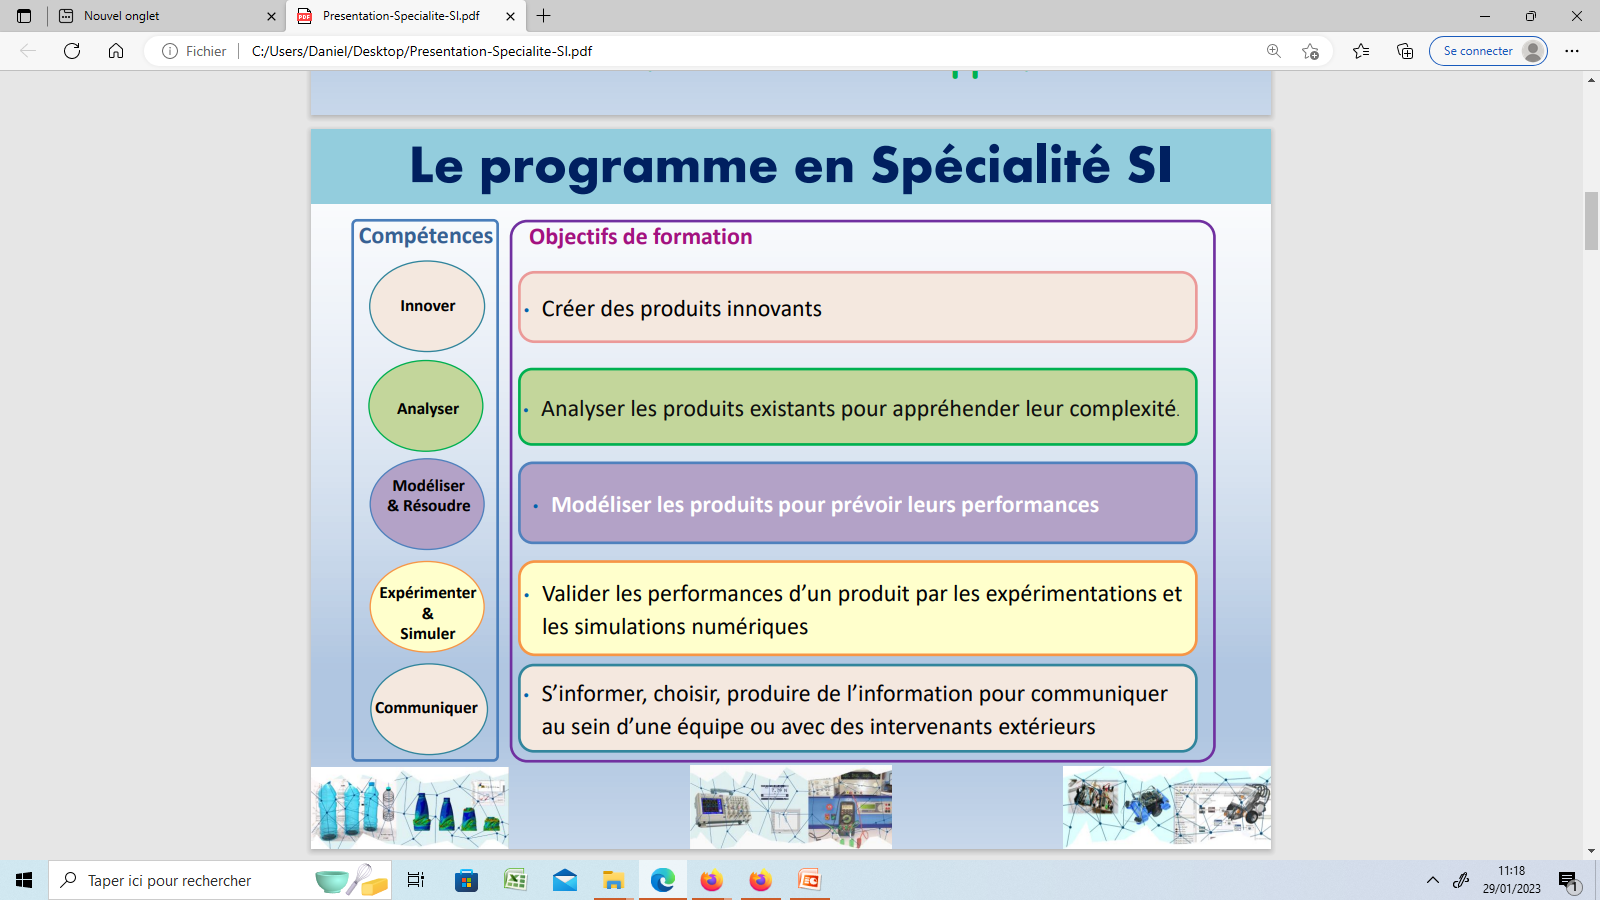 Nouvel onglet
Presentation-Specialite-SI.pdf
Fichier
C:/Users/Daniel/Desktop/Presentation-Specialite-SI.pdf
Se connecter
Le programme en Spécialité SI
Compétences
Objectifs de formation
Innover
• Créer des produits innovants
Analyser
• Analyser les produits existants pour appréhender leur complexité.
Modéliser
& Résoudre
• Modéliser les produits pour prévoir leurs performances
Expérimenter
&
Simuler
• Valider les performances d’un produit par les expérimentations et
les simulations numériques
Communiquer
• S’informer, choisir, produire de l’information pour communiquer
au sein d’une équipe ou avec des intervenants extérieurs
Taper ici pour rechercher
11:18
29/01/2023
1